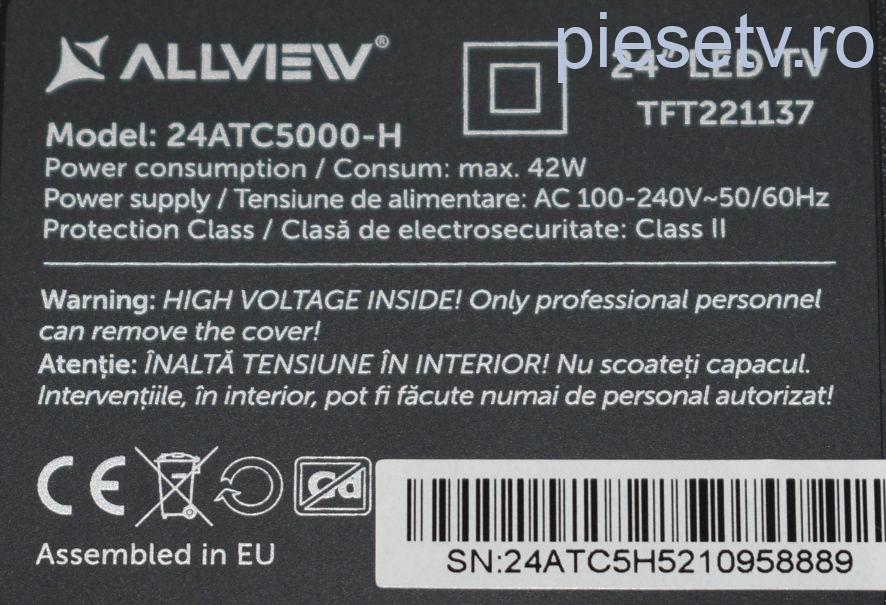 piesetv.ro
ALLVIEW®
24" LED TV
TFT221137
Model: 24ATC5000-H
Power consumption / Consum: max. 42W
Power supply / Tensiune de alimentare: AC 100-240V~50/60Hz
Protection Class / Clasă de electrosecuritate: Class II
Warning: HIGH VOLTAGE INSIDE! Only professional personnel
can remove the cover!
Atenție: ÎNALTĂ TENSIUNE ÎN INTERIOR! Nu scoateți capacul.
Intervențiile, în interior, pot fi făcute numai de personal autorizat!
CE
Cd
Assembled in EU
SN:24ATC5H5210958889